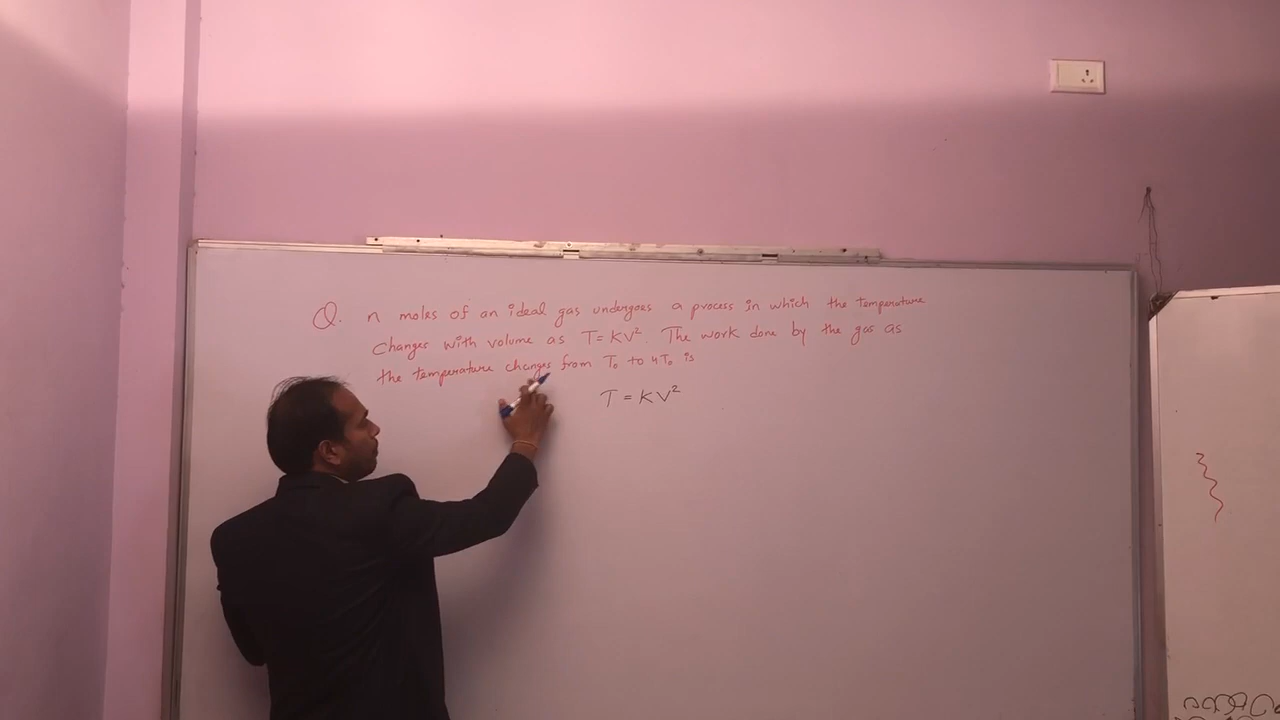 Q. n moles of an ideal gas undergoes a process in which the temperature
changes with volume as T = KV². The work done by the gas as
the temperature changes from T₀ to 4T₀ is
T = KV²